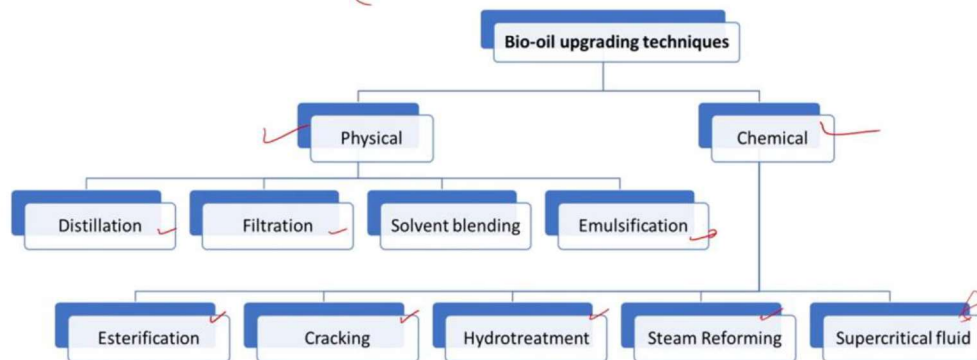 Bio-oil upgrading techniques
Physical
Chemical
Distillation
Filtration
Solvent blending
Emulsification
Esterification
Cracking
Hydrotreatment
Steam Reforming
Supercritical fluid